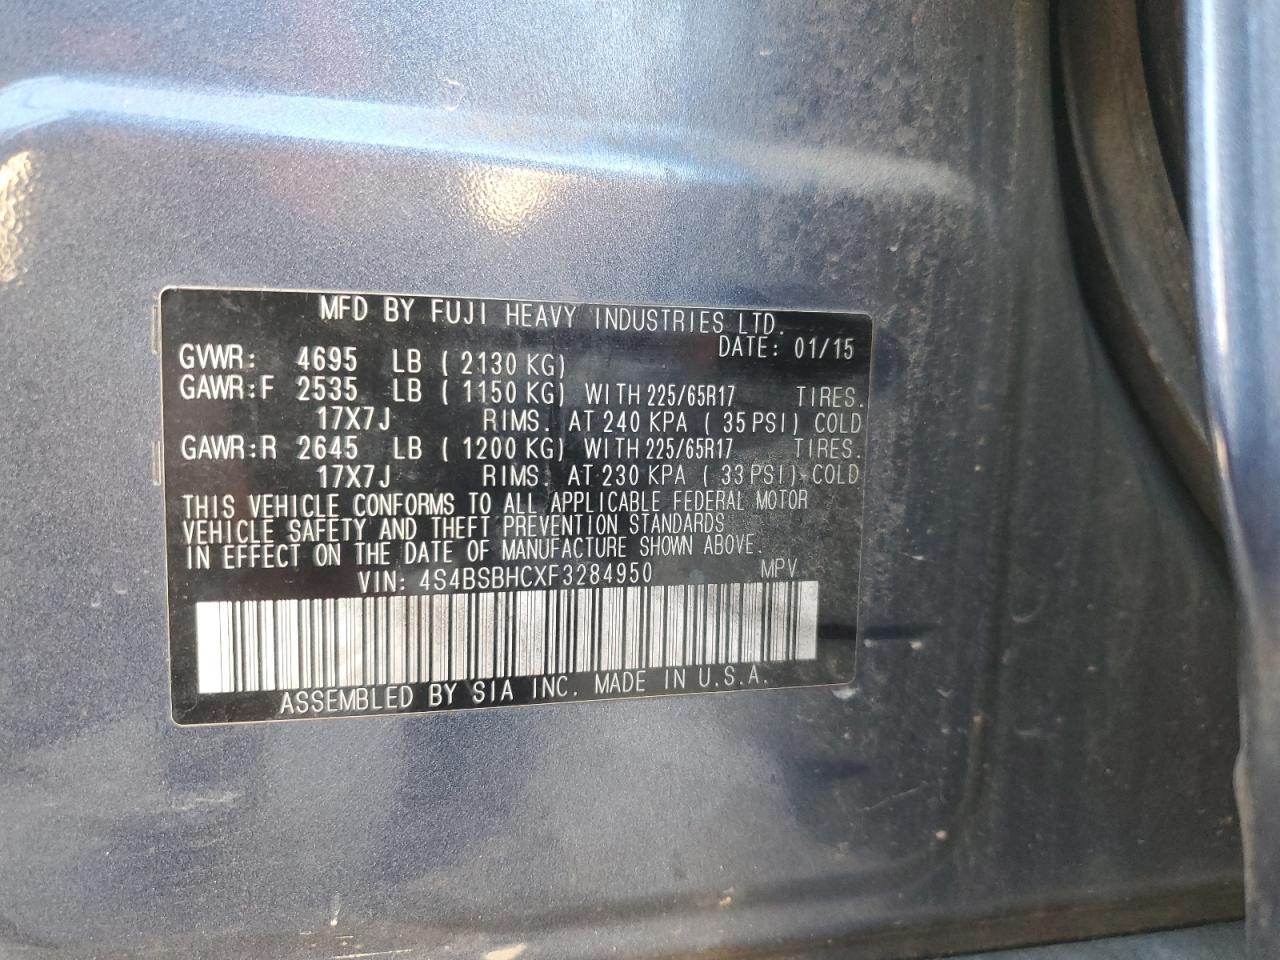 MFD BY FUJI HEAVY INDUSTRIES LTD.
DATE: 01/15
GVWR: 4695 LB ( 2130 KG)
GAWR:F 2535 LB ( 1150 KG) WITH 225/65R17 TIRES.
17X7J RIMS. AT 240 KPA ( 35 PSI) COLD
GAWR:R 2645 LB ( 1200 KG) WITH 225/65R17 TIRES.
17X7J RIMS. AT 230 KPA ( 33 PSI) COLD
THIS VEHICLE CONFORMS TO ALL APPLICABLE FEDERAL MOTOR
VEHICLE SAFETY AND THEFT PREVENTION STANDARDS
IN EFFECT ON THE DATE OF MANUFACTURE SHOWN ABOVE.
VIN: 4S4BSBHCXF3284950 MPV
ASSEMBLED BY SIA INC. MADE IN U.S.A.